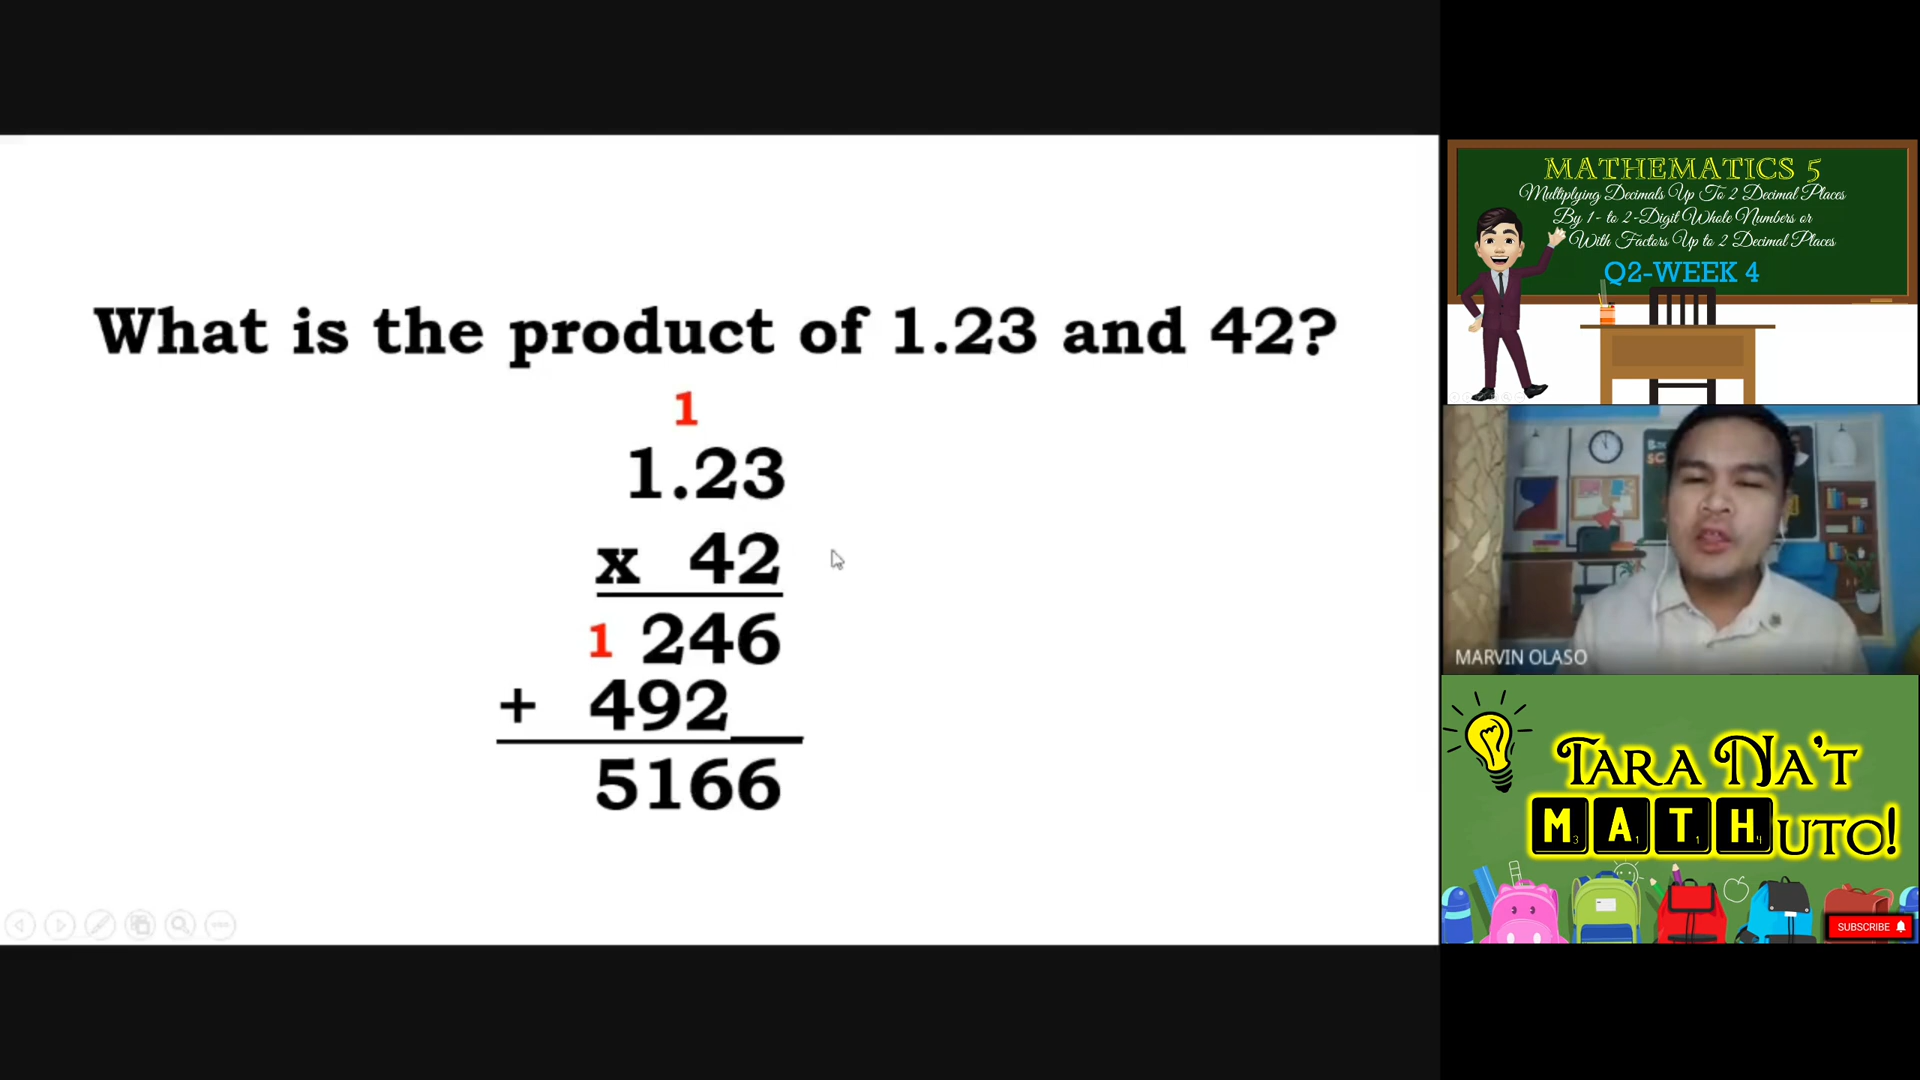 What is the product of 1.23 and 42?
1
1.23
x 42
1 246
+ 492
5166
MATHEMATICS 5
Multiplying Decimals Up To 2 Decimal Places
By 1- to 2-Digit Whole Numbers or
With Factors Up to 2 Decimal Places
Q2-WEEK 4
MARVIN OLASO
TARA NA'T
MATHUTO!
SUBSCRIBE